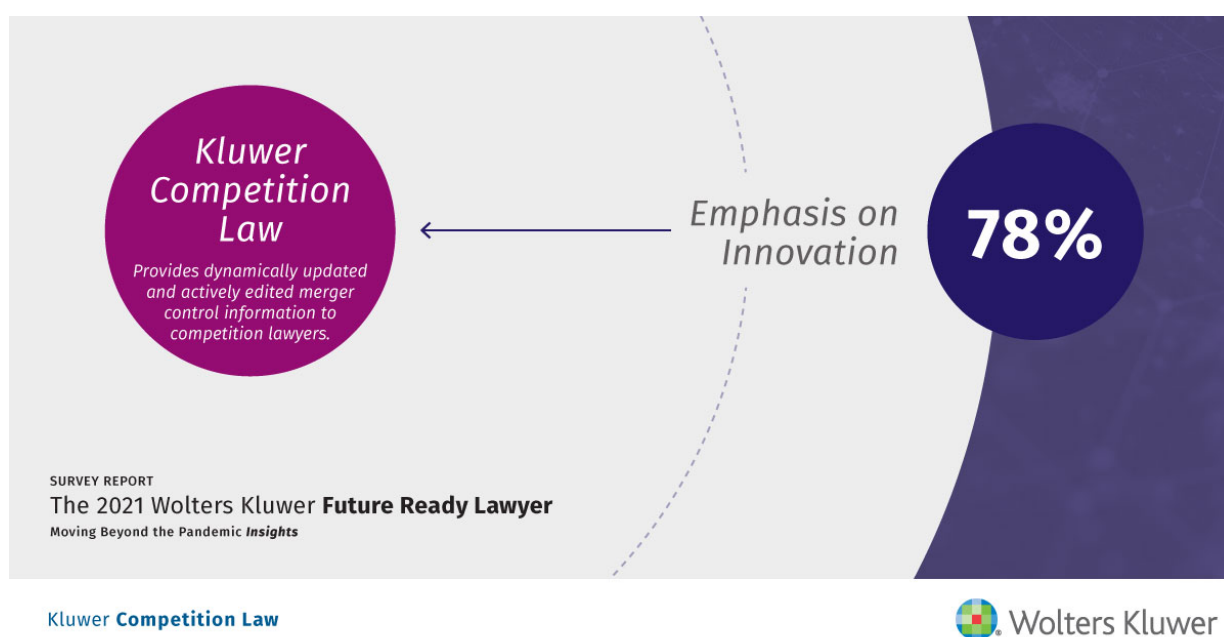 Kluwer
Competition
Law
Provides dynamically updated
and actively edited merger
control information to
competition lawyers.
Emphasis on
Innovation
78%
SURVEY REPORT
The 2021 Wolters Kluwer Future Ready Lawyer
Moving Beyond the Pandemic Insights
Kluwer Competition Law
Wolters Kluwer